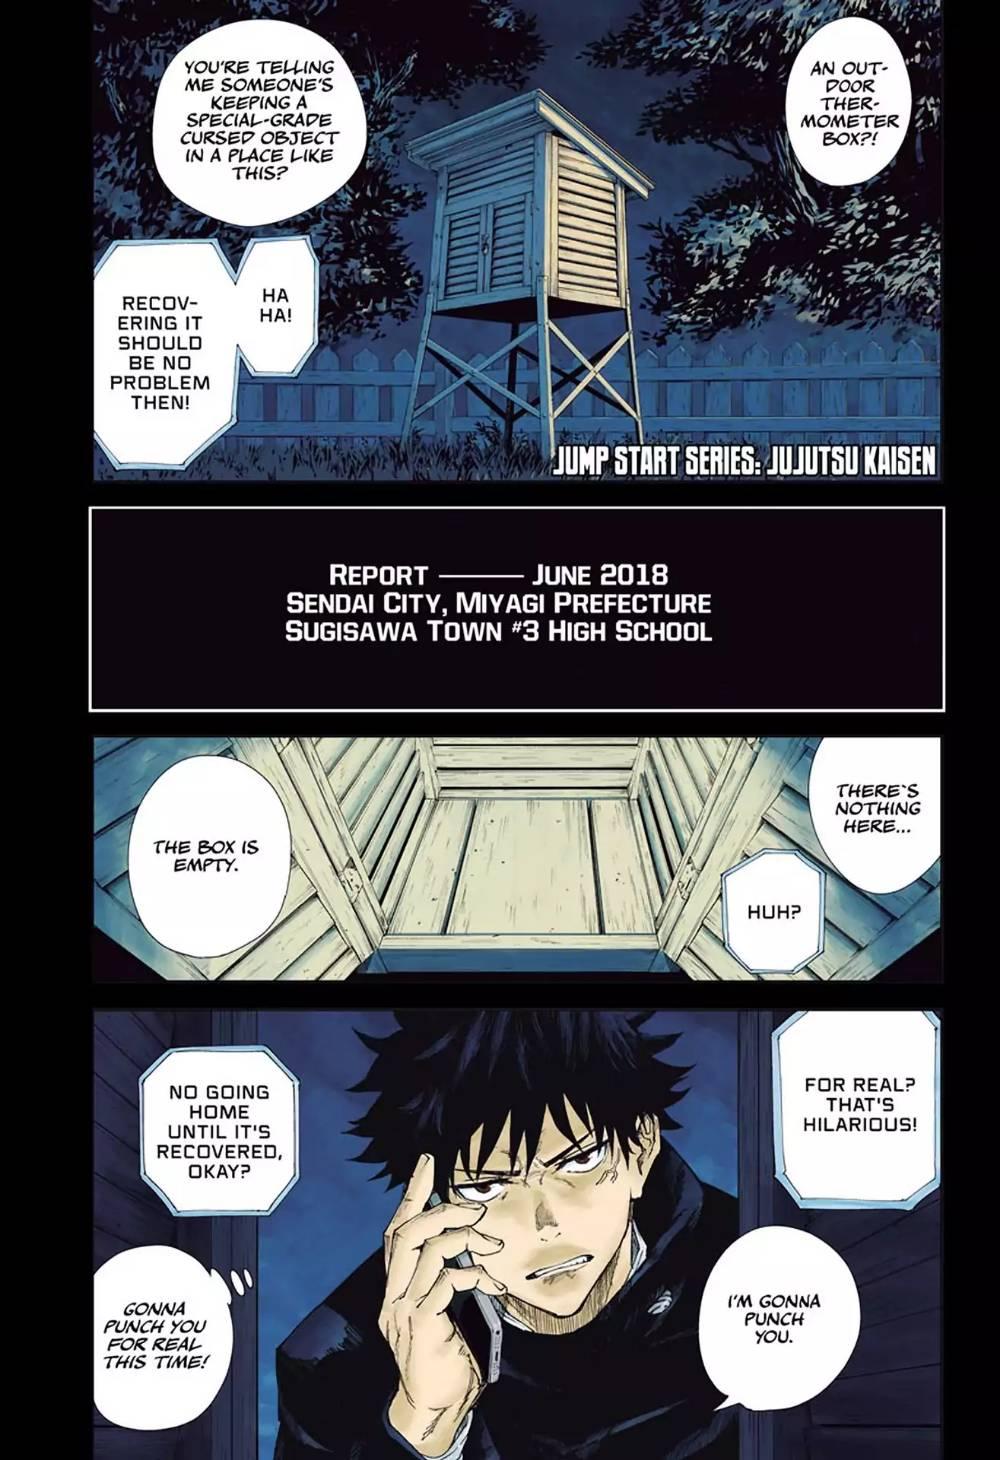 AN OUT-
DOOR
THER-
MOMETER
BOX?!
YOU'RE TELLING
ME SOMEONE'S
KEEPING A
SPECIAL-GRADE
CURSED OBJECT
IN A PLACE LIKE
THIS?
HA
HA!
RECOV-
ERING IT
SHOULD
BE NO
PROBLEM
THEN!
JUMP START SERIES: JUJUTSU KAISEN
REPORT ——— JUNE 2018
SENDAI CITY, MIYAGI PREFECTURE
SUGISAWA TOWN #3 HIGH SCHOOL
THERE`S
NOTHING
HERE...
HUH?
THE BOX IS
EMPTY.
FOR REAL?
THAT'S
HILARIOUS!
I'M GONNA
PUNCH
YOU.
NO GOING
HOME
UNTIL IT'S
RECOVERED,
OKAY?
GONNA
PUNCH YOU
FOR REAL
THIS TIME!